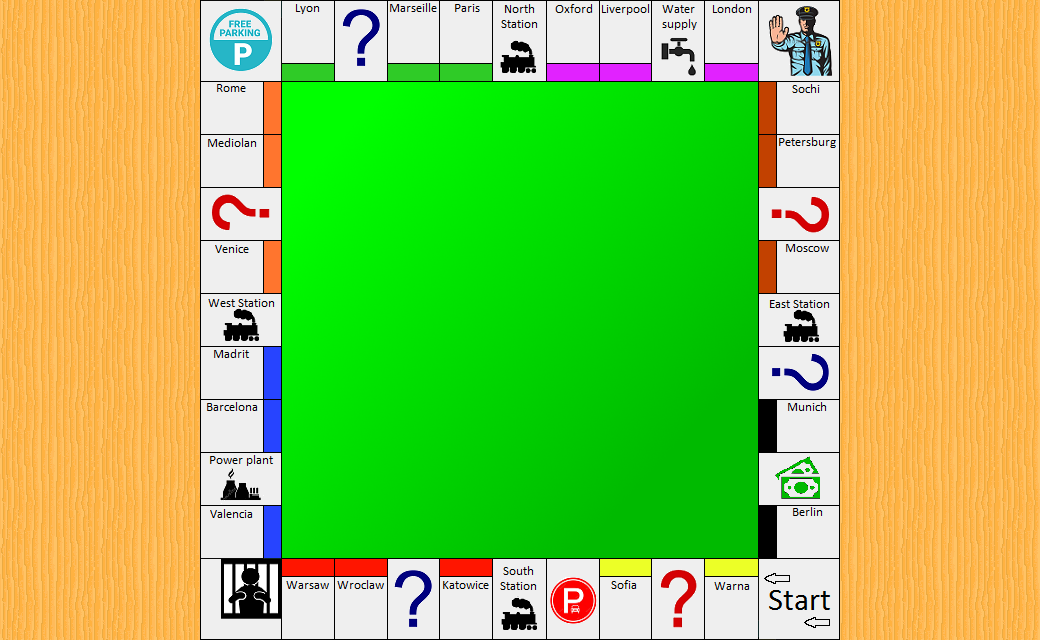 FREE
PARKING
P
Lyon
?
Marseille
Paris
North
Station
Oxford
Liverpool
Water
supply
London
Rome
Sochi
Mediolan
Petersburg
?
?
Venice
Moscow
West Station
East Station
Madrit
?
Barcelona
Munich
Power plant
Valencia
Berlin
Warsaw
Wroclaw
?
Katowice
South
Station
P
Sofia
?
Warna
Start